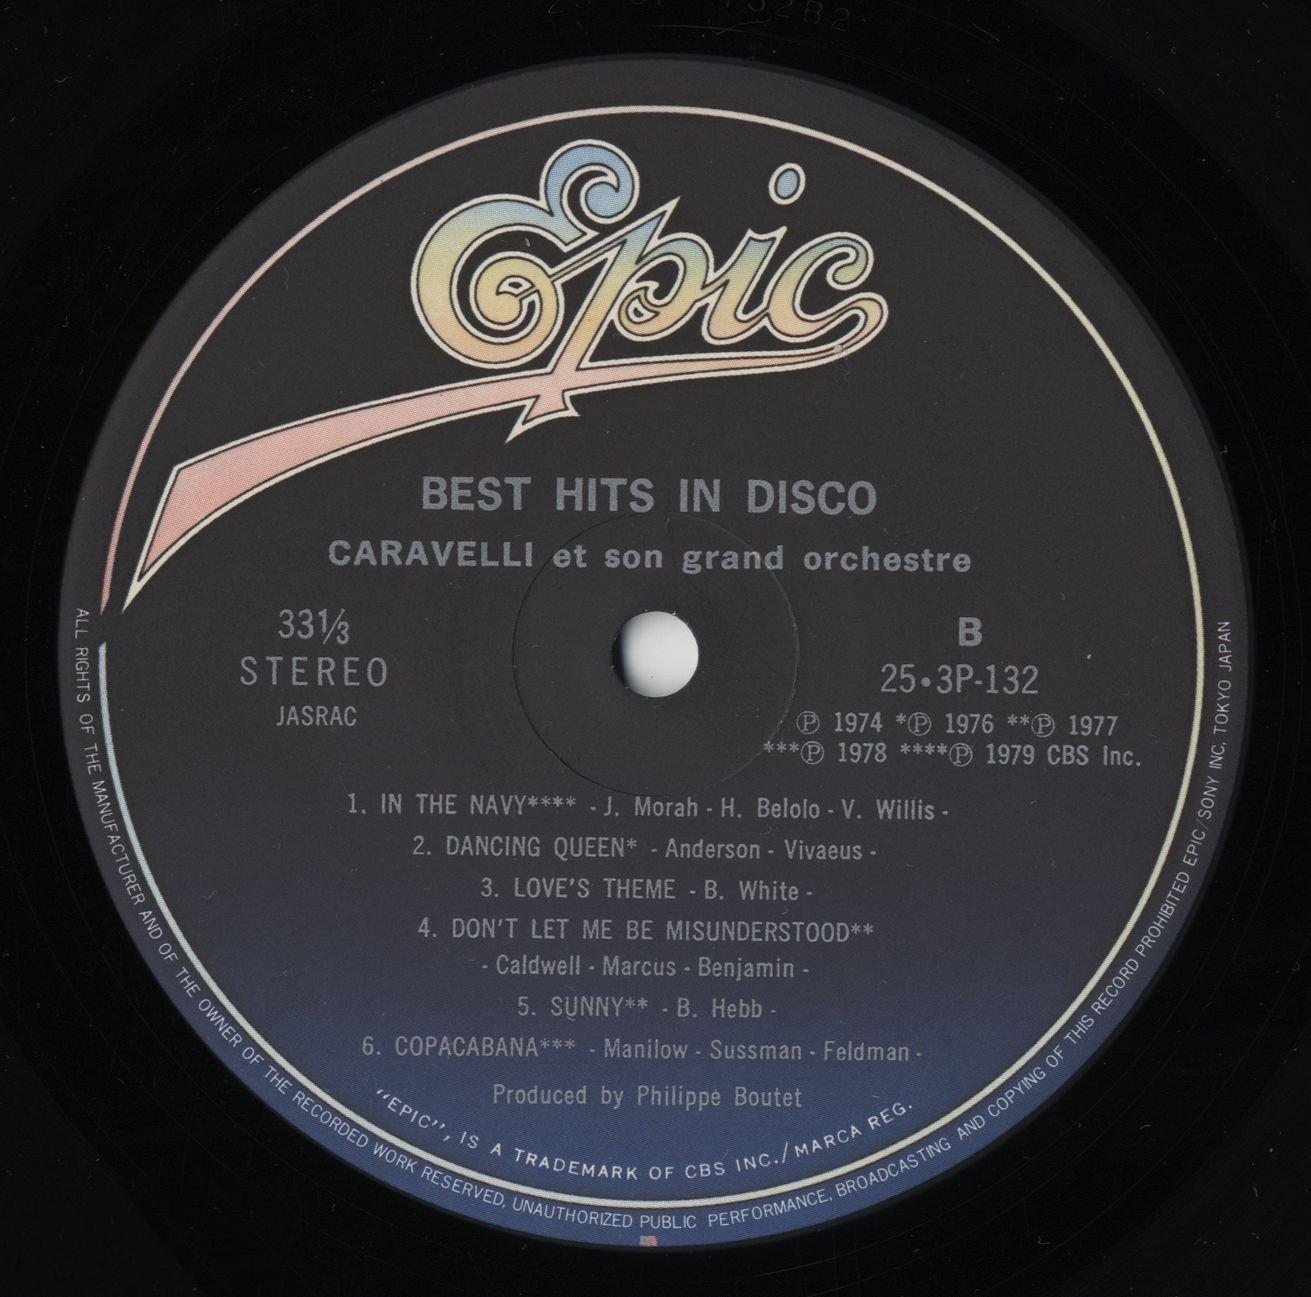 Epic
BEST HITS IN DISCO
CARAVELLI et son grand orchestre
33⅓
STEREO
JASRAC
B
25•3P-132
Ⓟ 1974 *Ⓟ 1976 **Ⓟ 1977
***Ⓟ 1978 ****Ⓟ 1979 CBS Inc.
1. IN THE NAVY**** - J. Morah - H. Belolo - V. Willis -
2. DANCING QUEEN* - Anderson - Vivaeus -
3. LOVE'S THEME - B. White -
4. DON'T LET ME BE MISUNDERSTOOD**
- Caldwell - Marcus - Benjamin -
5. SUNNY** - B. Hebb -
6. COPACABANA*** - Manilow - Sussman - Feldman -
Produced by Philippe Boutet
"EPIC", IS A TRADEMARK OF CBS INC./MARCA REG.
ALL RIGHTS OF THE MANUFACTURER AND OF THE OWNER OF THE RECORDED WORK RESERVED, UNAUTHORIZED PUBLIC PERFORMANCE, BROADCASTING AND COPYING OF THIS RECORD PROHIBITED EPIC/SONY INC, TOKYO JAPAN